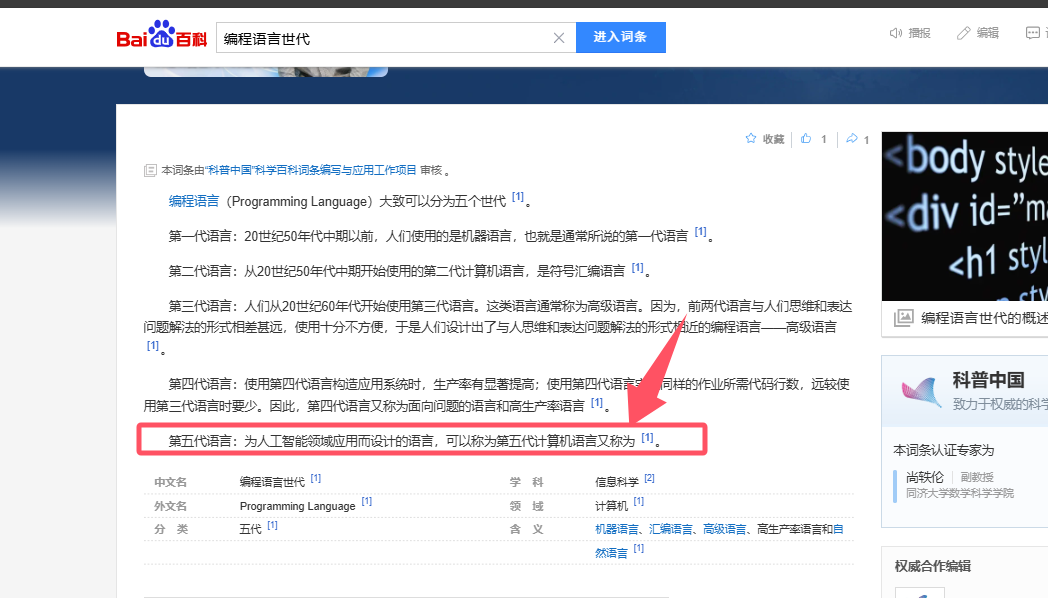 Bai du 百科
编程语言世代
进入词条
播报
编辑
收藏
1
1
本词条由"科普中国"科学百科词条编写与应用工作项目 审核 。
编程语言（Programming Language）大致可以分为五个世代 [1]。
第一代语言：20世纪50年代中期以前，人们使用的是机器语言，也就是通常所说的第一代语言 [1]。
第二代语言：从20世纪50年代中期开始使用的第二代计算机语言，是符号汇编语言 [1]。
第三代语言：人们从20世纪60年代开始使用第三代语言。这类语言通常称为高级语言。因为，前两代语言与人们思维和表达
问题解法的形式相差甚远，使用十分不方便，于是人们设计出了与人思维和表达问题解法的形式相近的编程语言——高级语言
[1]。
第四代语言：使用第四代语言构造应用系统时，生产率有显著提高；使用第四代语言 同样的作业所需代码行数，远较使
用第三代语言时要少。因此，第四代语言又称为面向问题的语言和高生产率语言 [1]。
第五代语言：为人工智能领域应用而设计的语言，可以称为第五代计算机语言又称为 [1]。
中文名 编程语言世代 [1] 学 科 信息科学 [2]
外文名 Programming Language [1] 领 域 计算机 [1]
分 类 五代 [1] 含 义 机器语言、汇编语言、高级语言、高生产率语言和自
然语言 [1]
<body style
<div id="ma
<h1 styl
编程语言世代的概述
科普中国
致力于权威的科学
本词条认证专家为
尚轶伦 副教授
同济大学数学科学学院
权威合作编辑